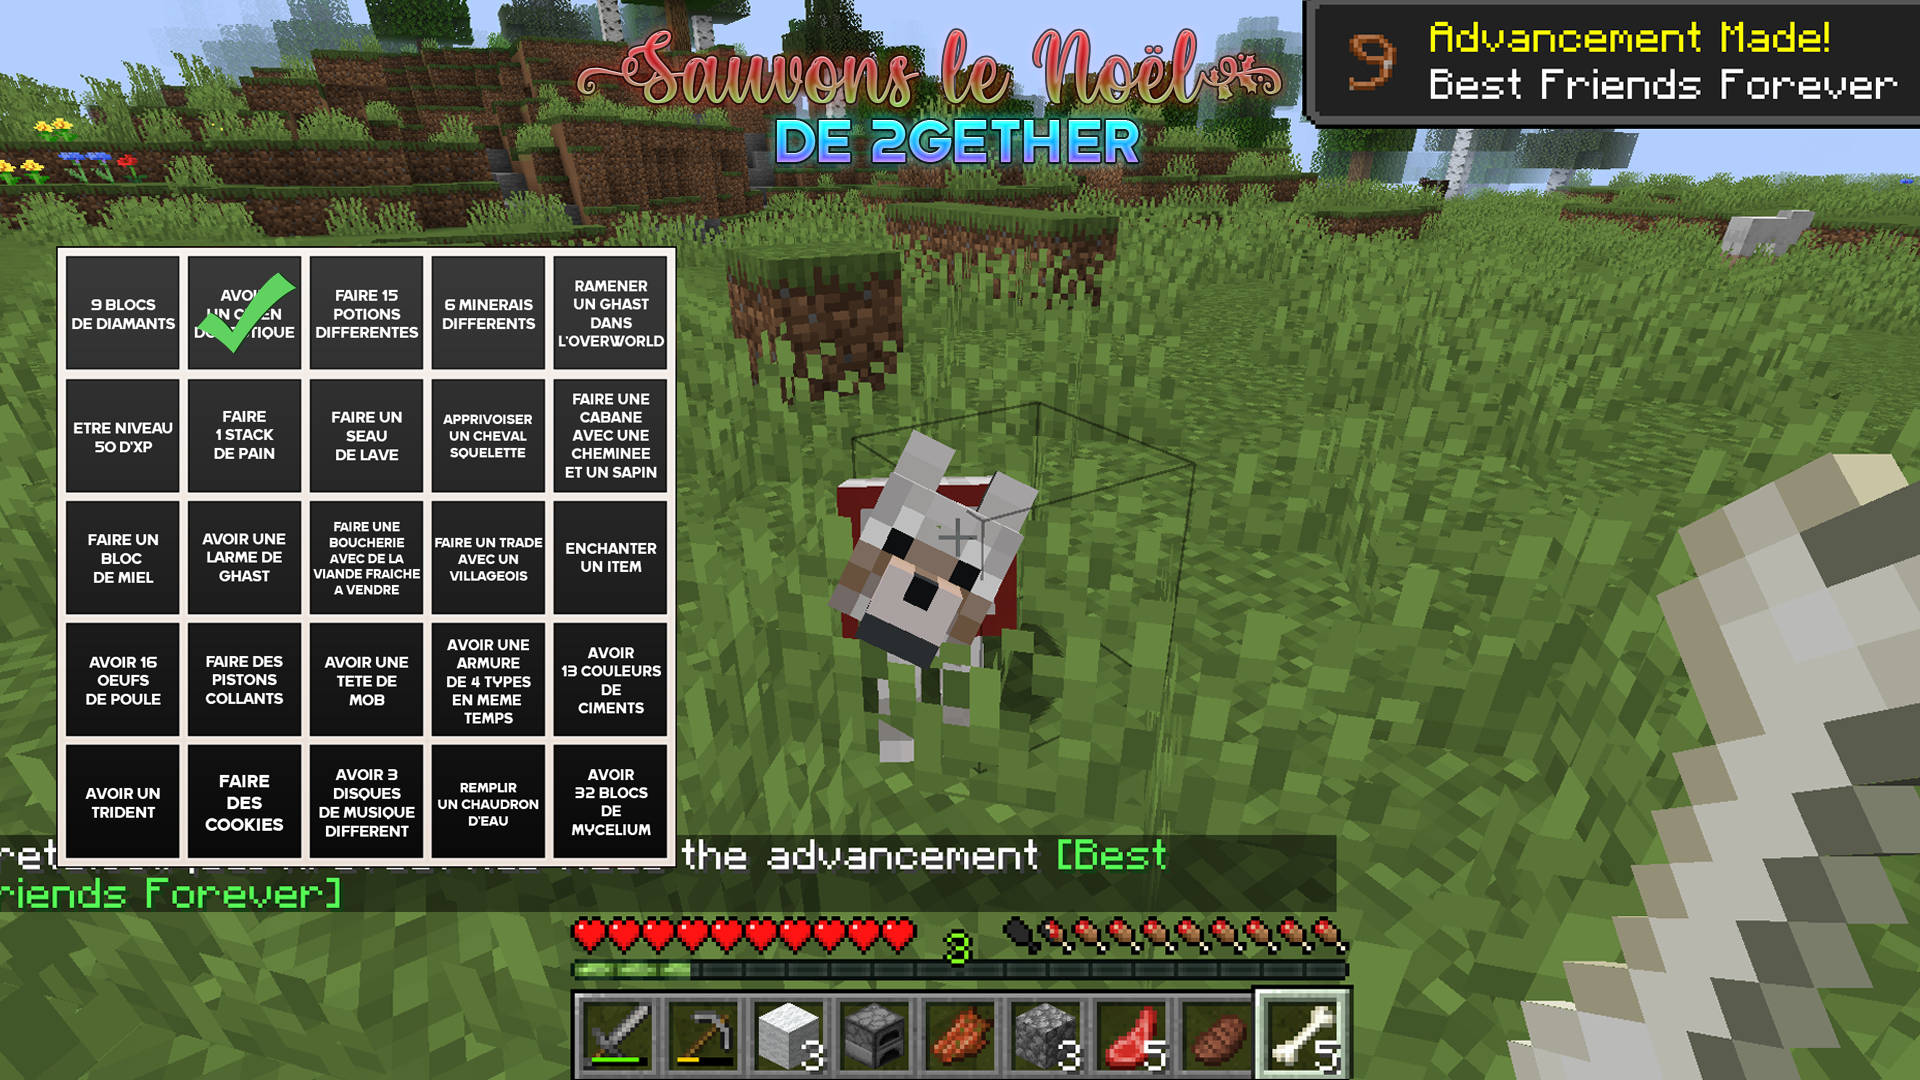 Sauvons le Noël
DE 2GETHER
Advancement Made!
Best Friends Forever
9 BLOCS
DE DIAMANTS
AVOIR
UN
FAIRE 15
POTIONS
DIFFERENTES
6 MINERAIS
DIFFERENTS
RAMENER
UN GHAST
DANS
L'OVERWORLD
ETRE NIVEAU
50 D'XP
FAIRE
1 STACK
DE PAIN
FAIRE UN
SEAU
DE LAVE
APPRIVOISER
UN CHEVAL
SQUELETTE
FAIRE UNE
CABANE
AVEC UNE
CHEMINEE
ET UN SAPIN
FAIRE UN
BLOC
DE MIEL
AVOIR UNE
LARME DE
GHAST
FAIRE UNE
BOUCHERIE
AVEC DE LA
VIANDE FRAICHE
A VENDRE
FAIRE UN TRADE
AVEC UN
VILLAGEOIS
ENCHANTER
UN ITEM
AVOIR 16
OEUFS
DE POULE
FAIRE DES
PISTONS
COLLANTS
AVOIR UNE
TETE DE
MOB
AVOIR UNE
ARMURE
DE 4 TYPES
EN MEME
TEMPS
AVOIR
13 COULEURS
DE
CIMENTS
AVOIR UN
TRIDENT
FAIRE
DES
COOKIES
AVOIR 3
DISQUES
DE MUSIQUE
DIFFERENT
REMPLIR
UN CHAUDRON
D'EAU
AVOIR
32 BLOCS
DE
MYCELIUM
the advancement [Best
riends Forever]
3
3
3
5
5